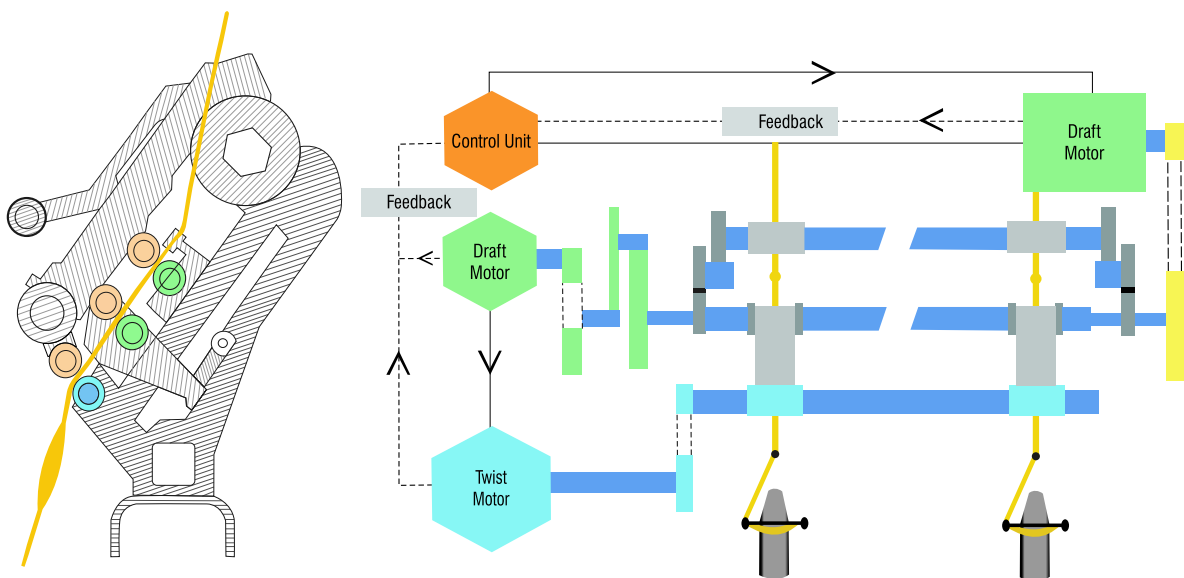 Control Unit
Feedback
Draft
Motor
Feedback
Draft
Motor
Twist
Motor